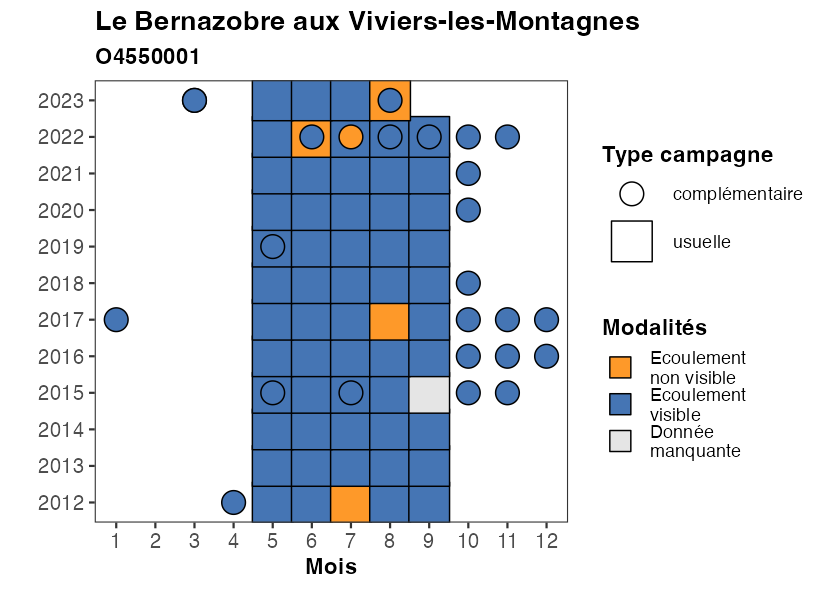 Le Bernazobre aux Viviers-les-Montagnes
O4550001
2023
2022
2021
2020
2019
2018
2017
2016
2015
2014
2013
2012
1 2 3 4 5 6 7 8 9 10 11 12
Mois
Type campagne
complémentaire
usuelle
Modalités
Ecoulement
non visible
Ecoulement
visible
Donnée
manquante